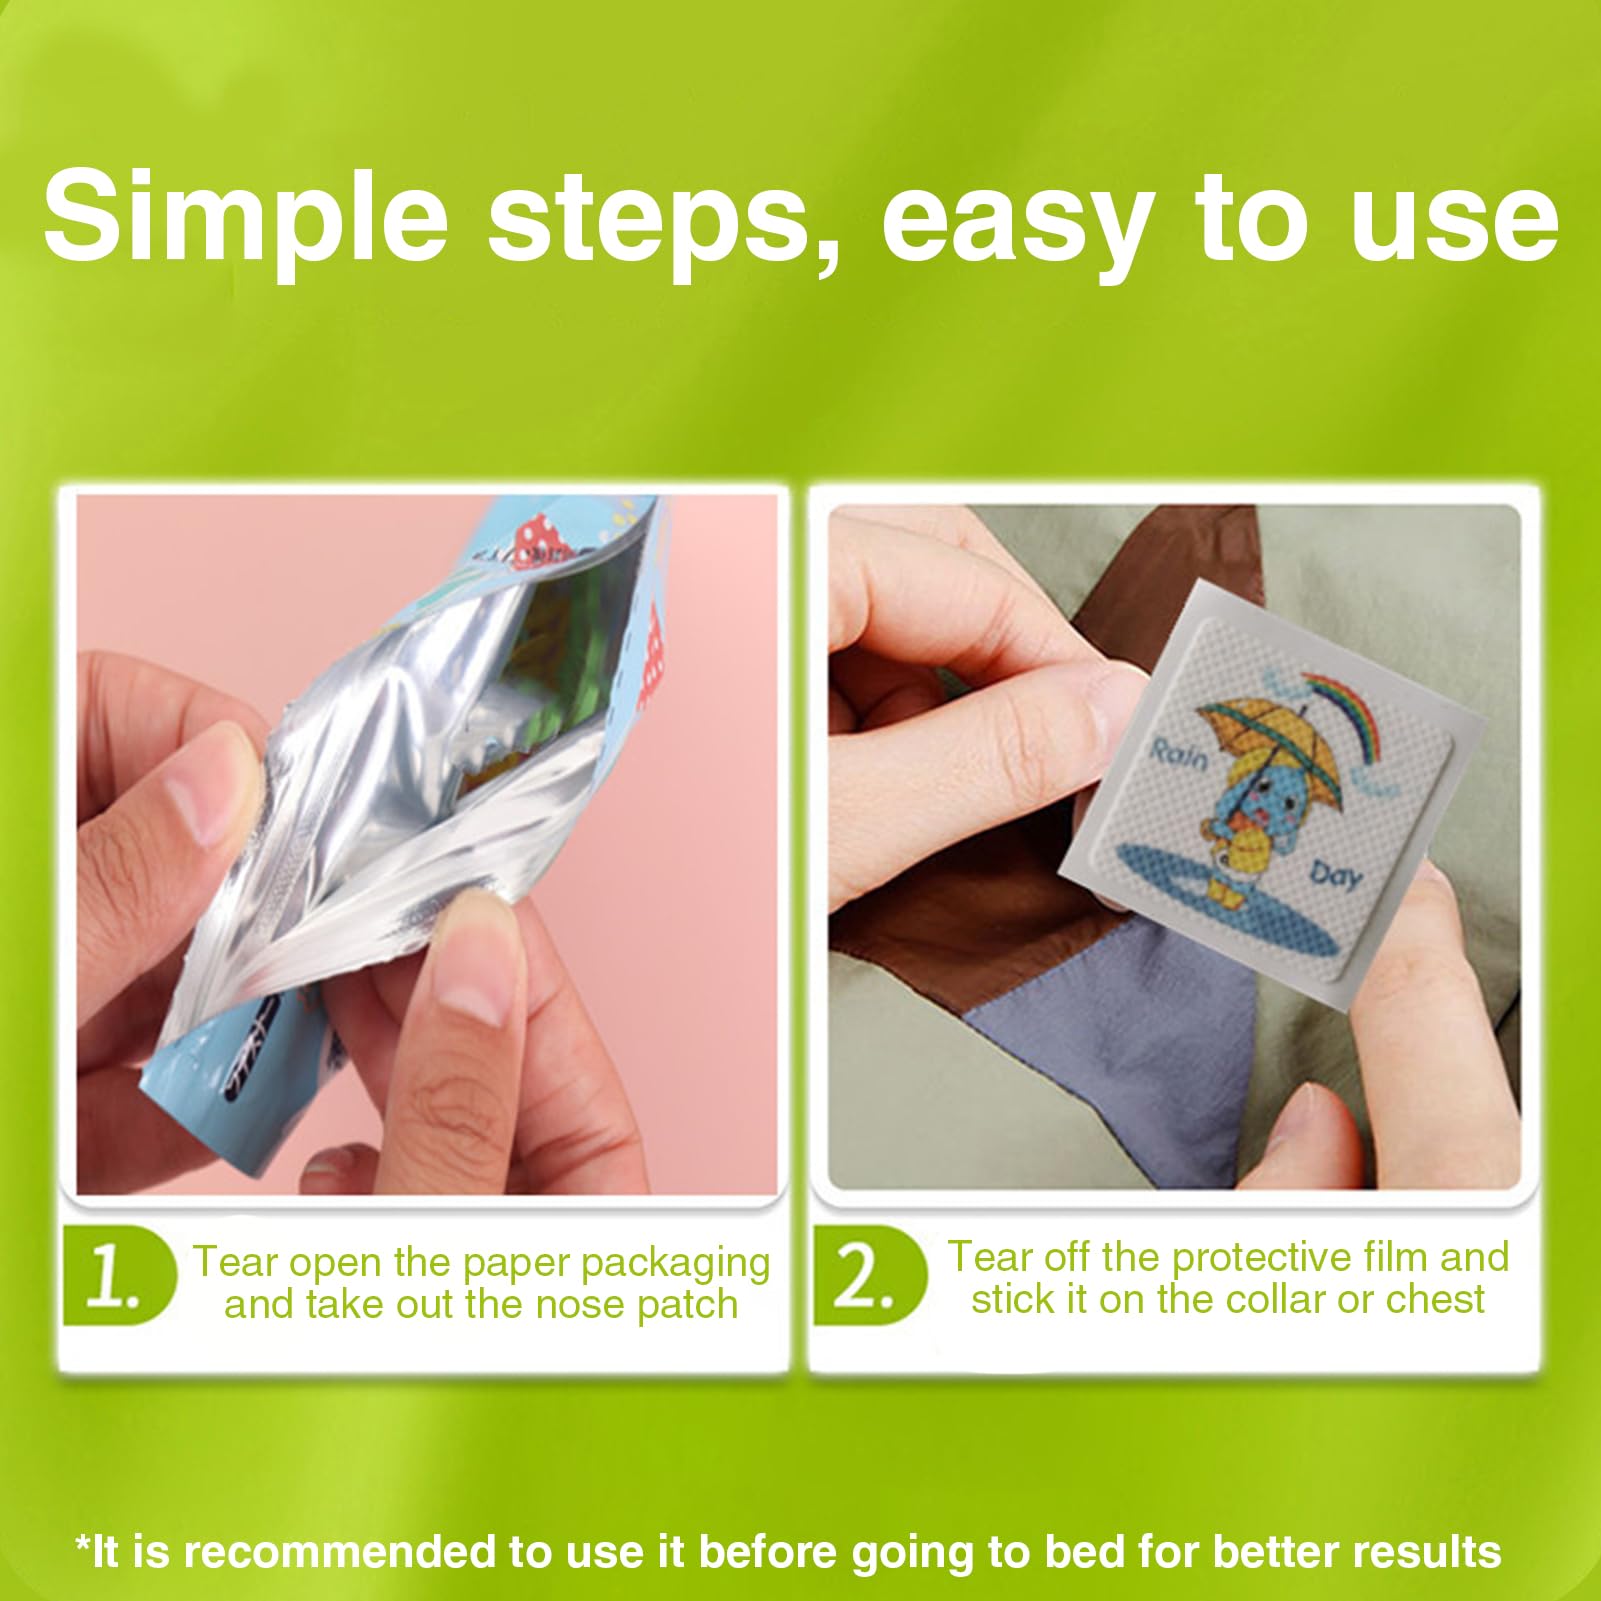 Simple steps, easy to use
Rain
Day
1.
Tear open the paper packaging
and take out the nose patch
2.
Tear off the protective film and
stick it on the collar or chest
*It is recommended to use it before going to bed for better results